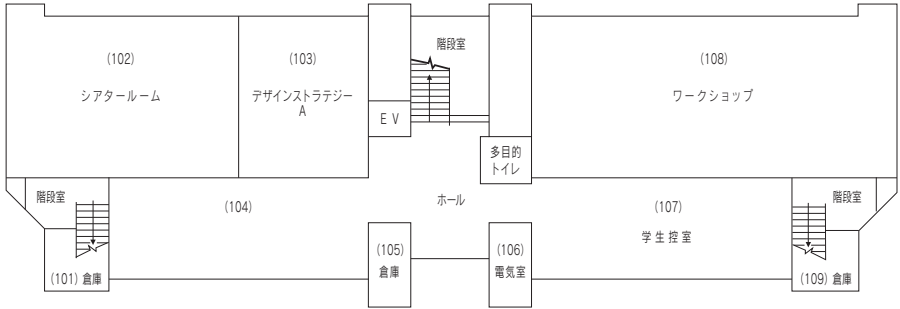 (102)
シアタールーム
(103)
デザインストラテジー
A
階段室
EV
(108)
ワークショップ
多目的
トイレ
階段室
(104)
ホール
(107)
学生控室
階段室
(101) 倉庫
(105)
倉庫
(106)
電気室
(109) 倉庫